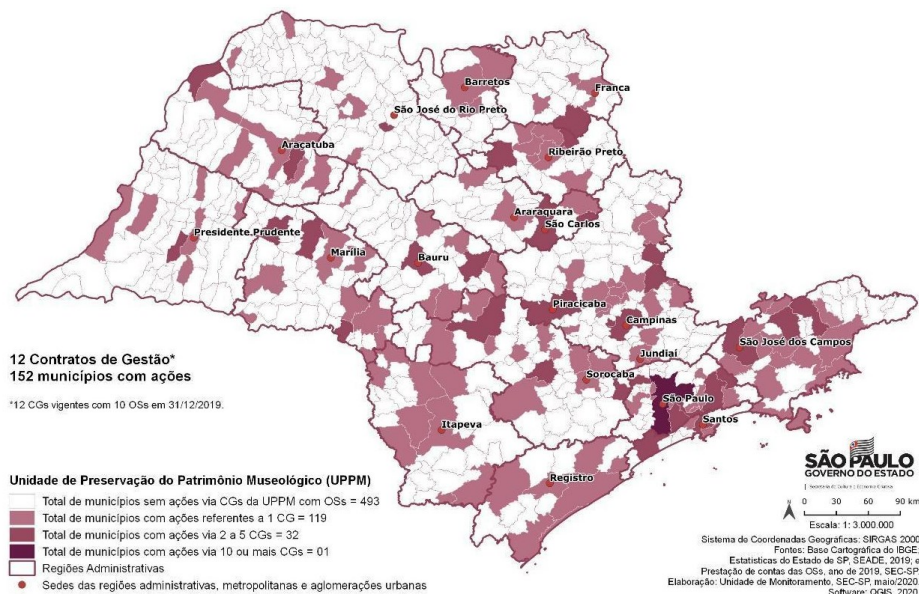 Barretos
Franca
São José do Rio Preto
Araçatuba
Ribeirão Preto
Araraquara
São Carlos
Presidente Prudente
Marília
Bauru
Piracicaba
Campinas
São José dos Campos
Jundiaí
Sorocaba
São Paulo
Santos
Itapeva
Registro
12 Contratos de Gestão*
152 municípios com ações
*12 CGs vigentes com 10 OSs em 31/12/2019.
Unidade de Preservação do Patrimônio Museológico (UPPM)
Total de municípios sem ações via CGs da UPPM com OSs = 493
Total de municípios com ações referentes a 1 CG = 119
Total de municípios com ações via 2 a 5 CGs = 32
Total de municípios com ações via 10 ou mais CGs = 01
Regiões Administrativas
Sedes das regiões administrativas, metropolitanas e aglomerações urbanas
SÃO PAULO
GOVERNO DO ESTADO
Secretaria de Cultura e Economia Criativa
N
0 30 60 90 km
Escala: 1: 3.000.000
Sistema de Coordenadas Geográficas: SIRGAS 2000
Fontes: Base Cartográfica do IBGE;
Estatísticas do Estado de SP, SEADE, 2019; e
Prestação de contas das OSs, ano de 2019, SEC-SP.
Elaboração: Unidade de Monitoramento, SEC-SP, maio/2020.
Software: QGIS, 2020.